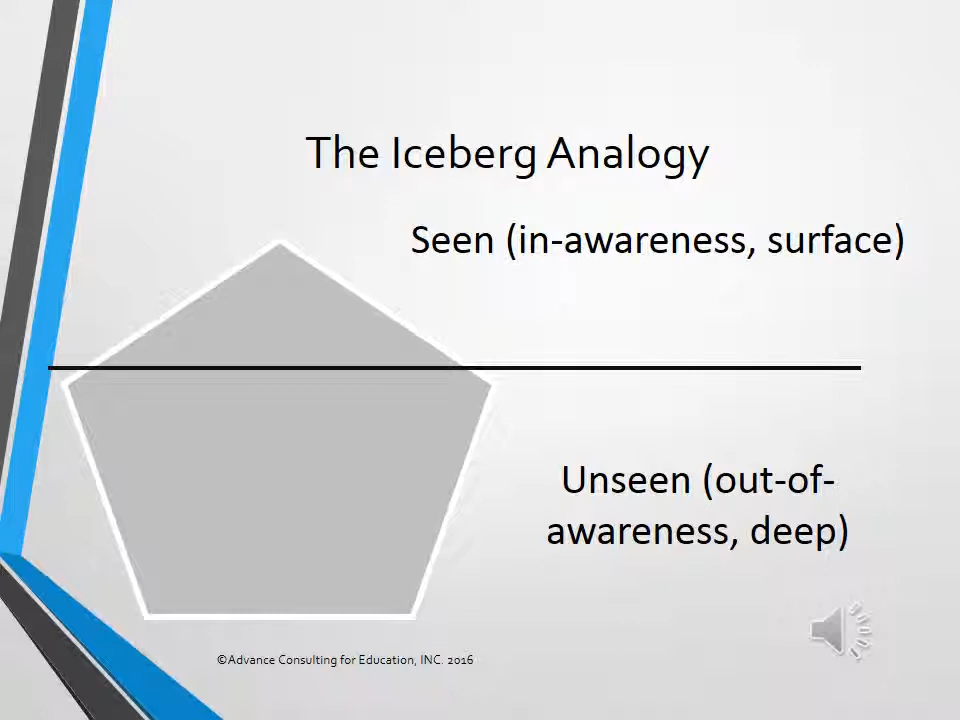 The Iceberg Analogy
Seen (in-awareness, surface)
Unseen (out-of-
awareness, deep)
©Advance Consulting for Education, INC. 2016